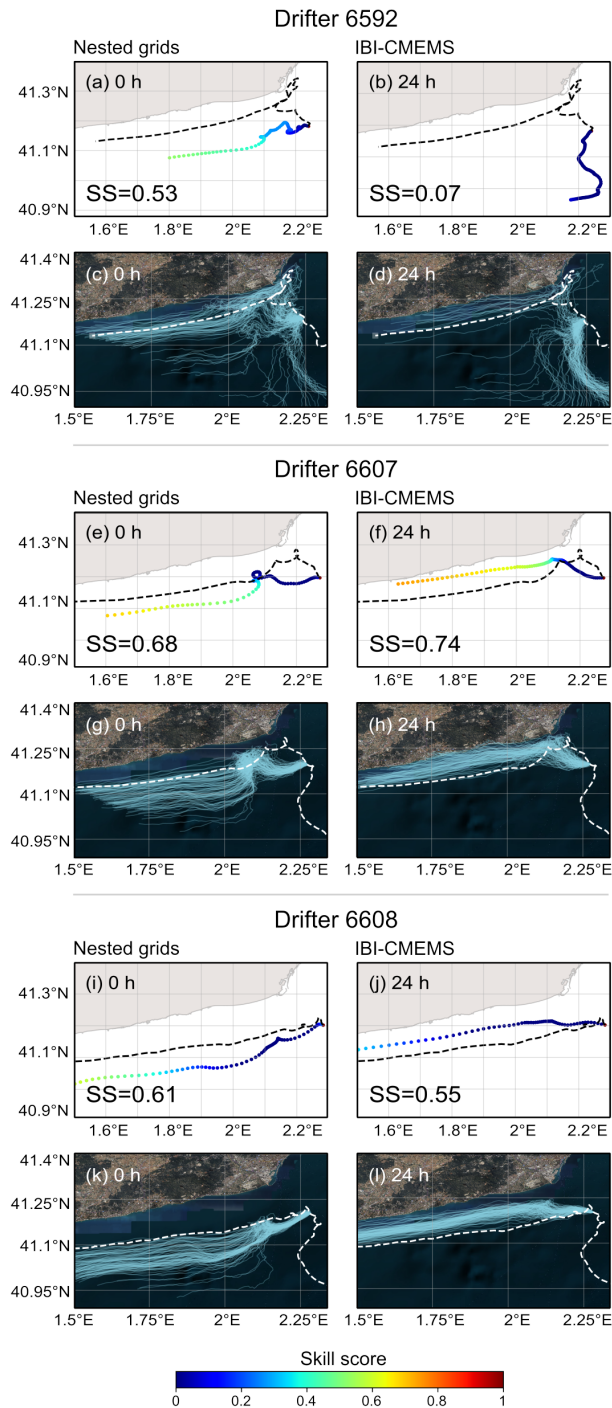 Drifter 6592
Nested grids IBI-CMEMS
(a) 0 h (b) 24 h
41.3°N
41.1°N
40.9°N
SS=0.53 SS=0.07
1.6°E 1.8°E 2°E 2.2°E 1.6°E 1.8°E 2°E 2.2°E
41.4°N
(c) 0 h (d) 24 h
41.25°N
41.1°N
40.95°N
1.5°E 1.75°E 2°E 2.25°E 1.5°E 1.75°E 2°E 2.25°E
Drifter 6607
Nested grids IBI-CMEMS
(e) 0 h (f) 24 h
41.3°N
41.1°N
40.9°N
SS=0.68 SS=0.74
1.6°E 1.8°E 2°E 2.2°E 1.6°E 1.8°E 2°E 2.2°E
41.4°N
(g) 0 h (h) 24 h
41.25°N
41.1°N
40.95°N
1.5°E 1.75°E 2°E 2.25°E 1.5°E 1.75°E 2°E 2.25°E
Drifter 6608
Nested grids IBI-CMEMS
(i) 0 h (j) 24 h
41.3°N
41.1°N
40.9°N
SS=0.61 SS=0.55
1.6°E 1.8°E 2°E 2.2°E 1.6°E 1.8°E 2°E 2.2°E
41.4°N
(k) 0 h (l) 24 h
41.25°N
41.1°N
40.95°N
1.5°E 1.75°E 2°E 2.25°E 1.5°E 1.75°E 2°E 2.25°E
Skill score
0 0.2 0.4 0.6 0.8 1